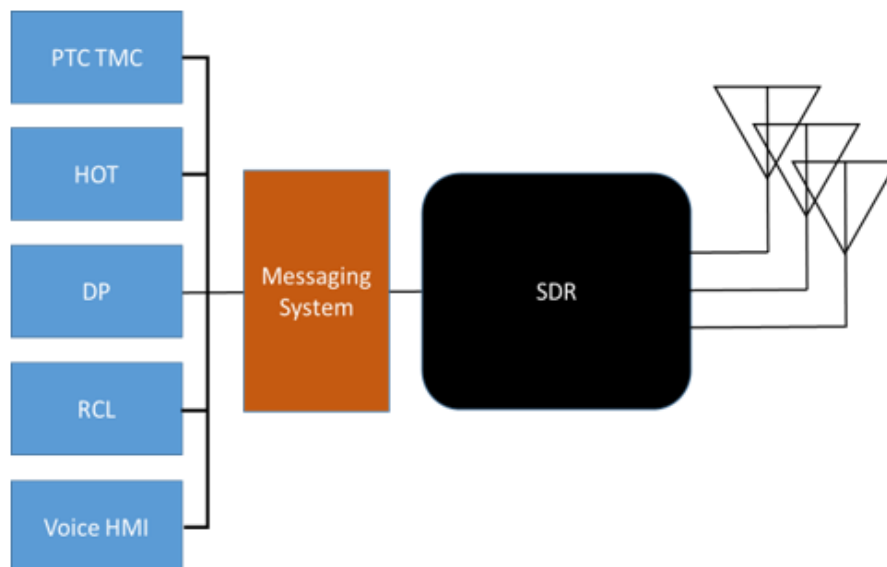 PTC TMC
HOT
DP
RCL
Voice HMI
Messaging
System
SDR